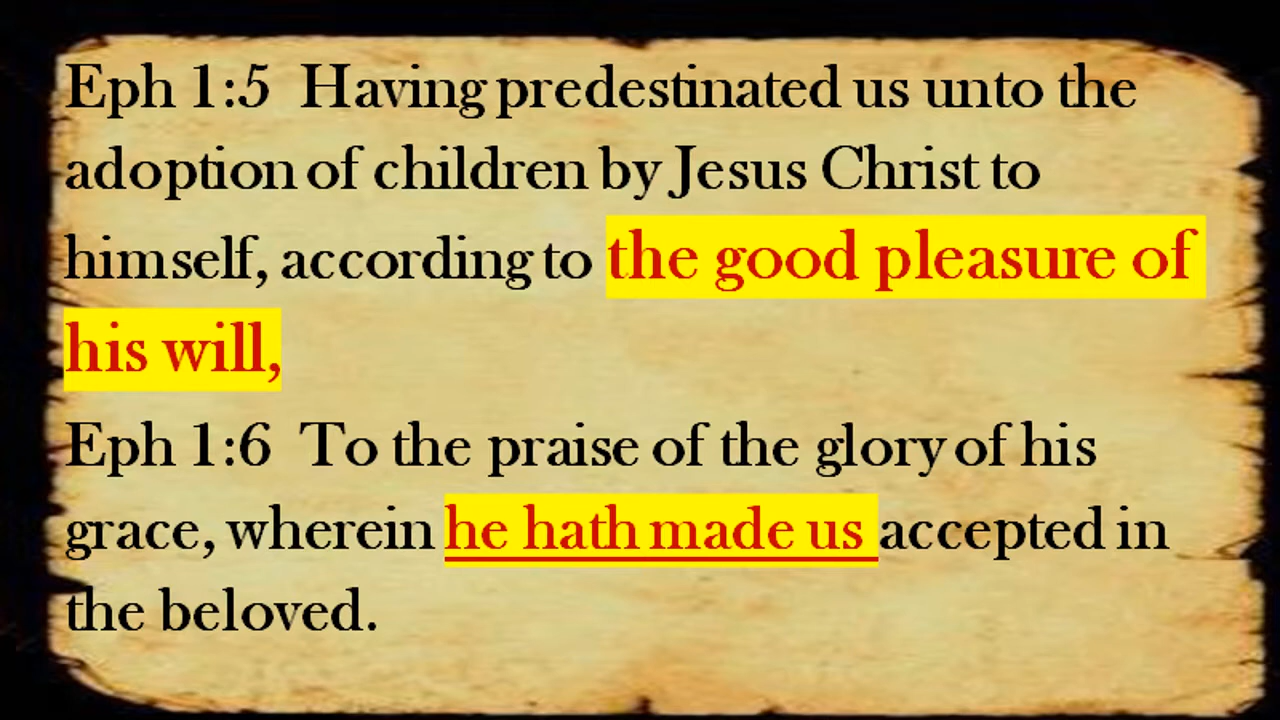 Eph 1:5  Having predestinated us unto the
adoption of children by Jesus Christ to
himself, according to the good pleasure of
his will,
Eph 1:6  To the praise of the glory of his
grace, wherein he hath made us accepted in
the beloved.